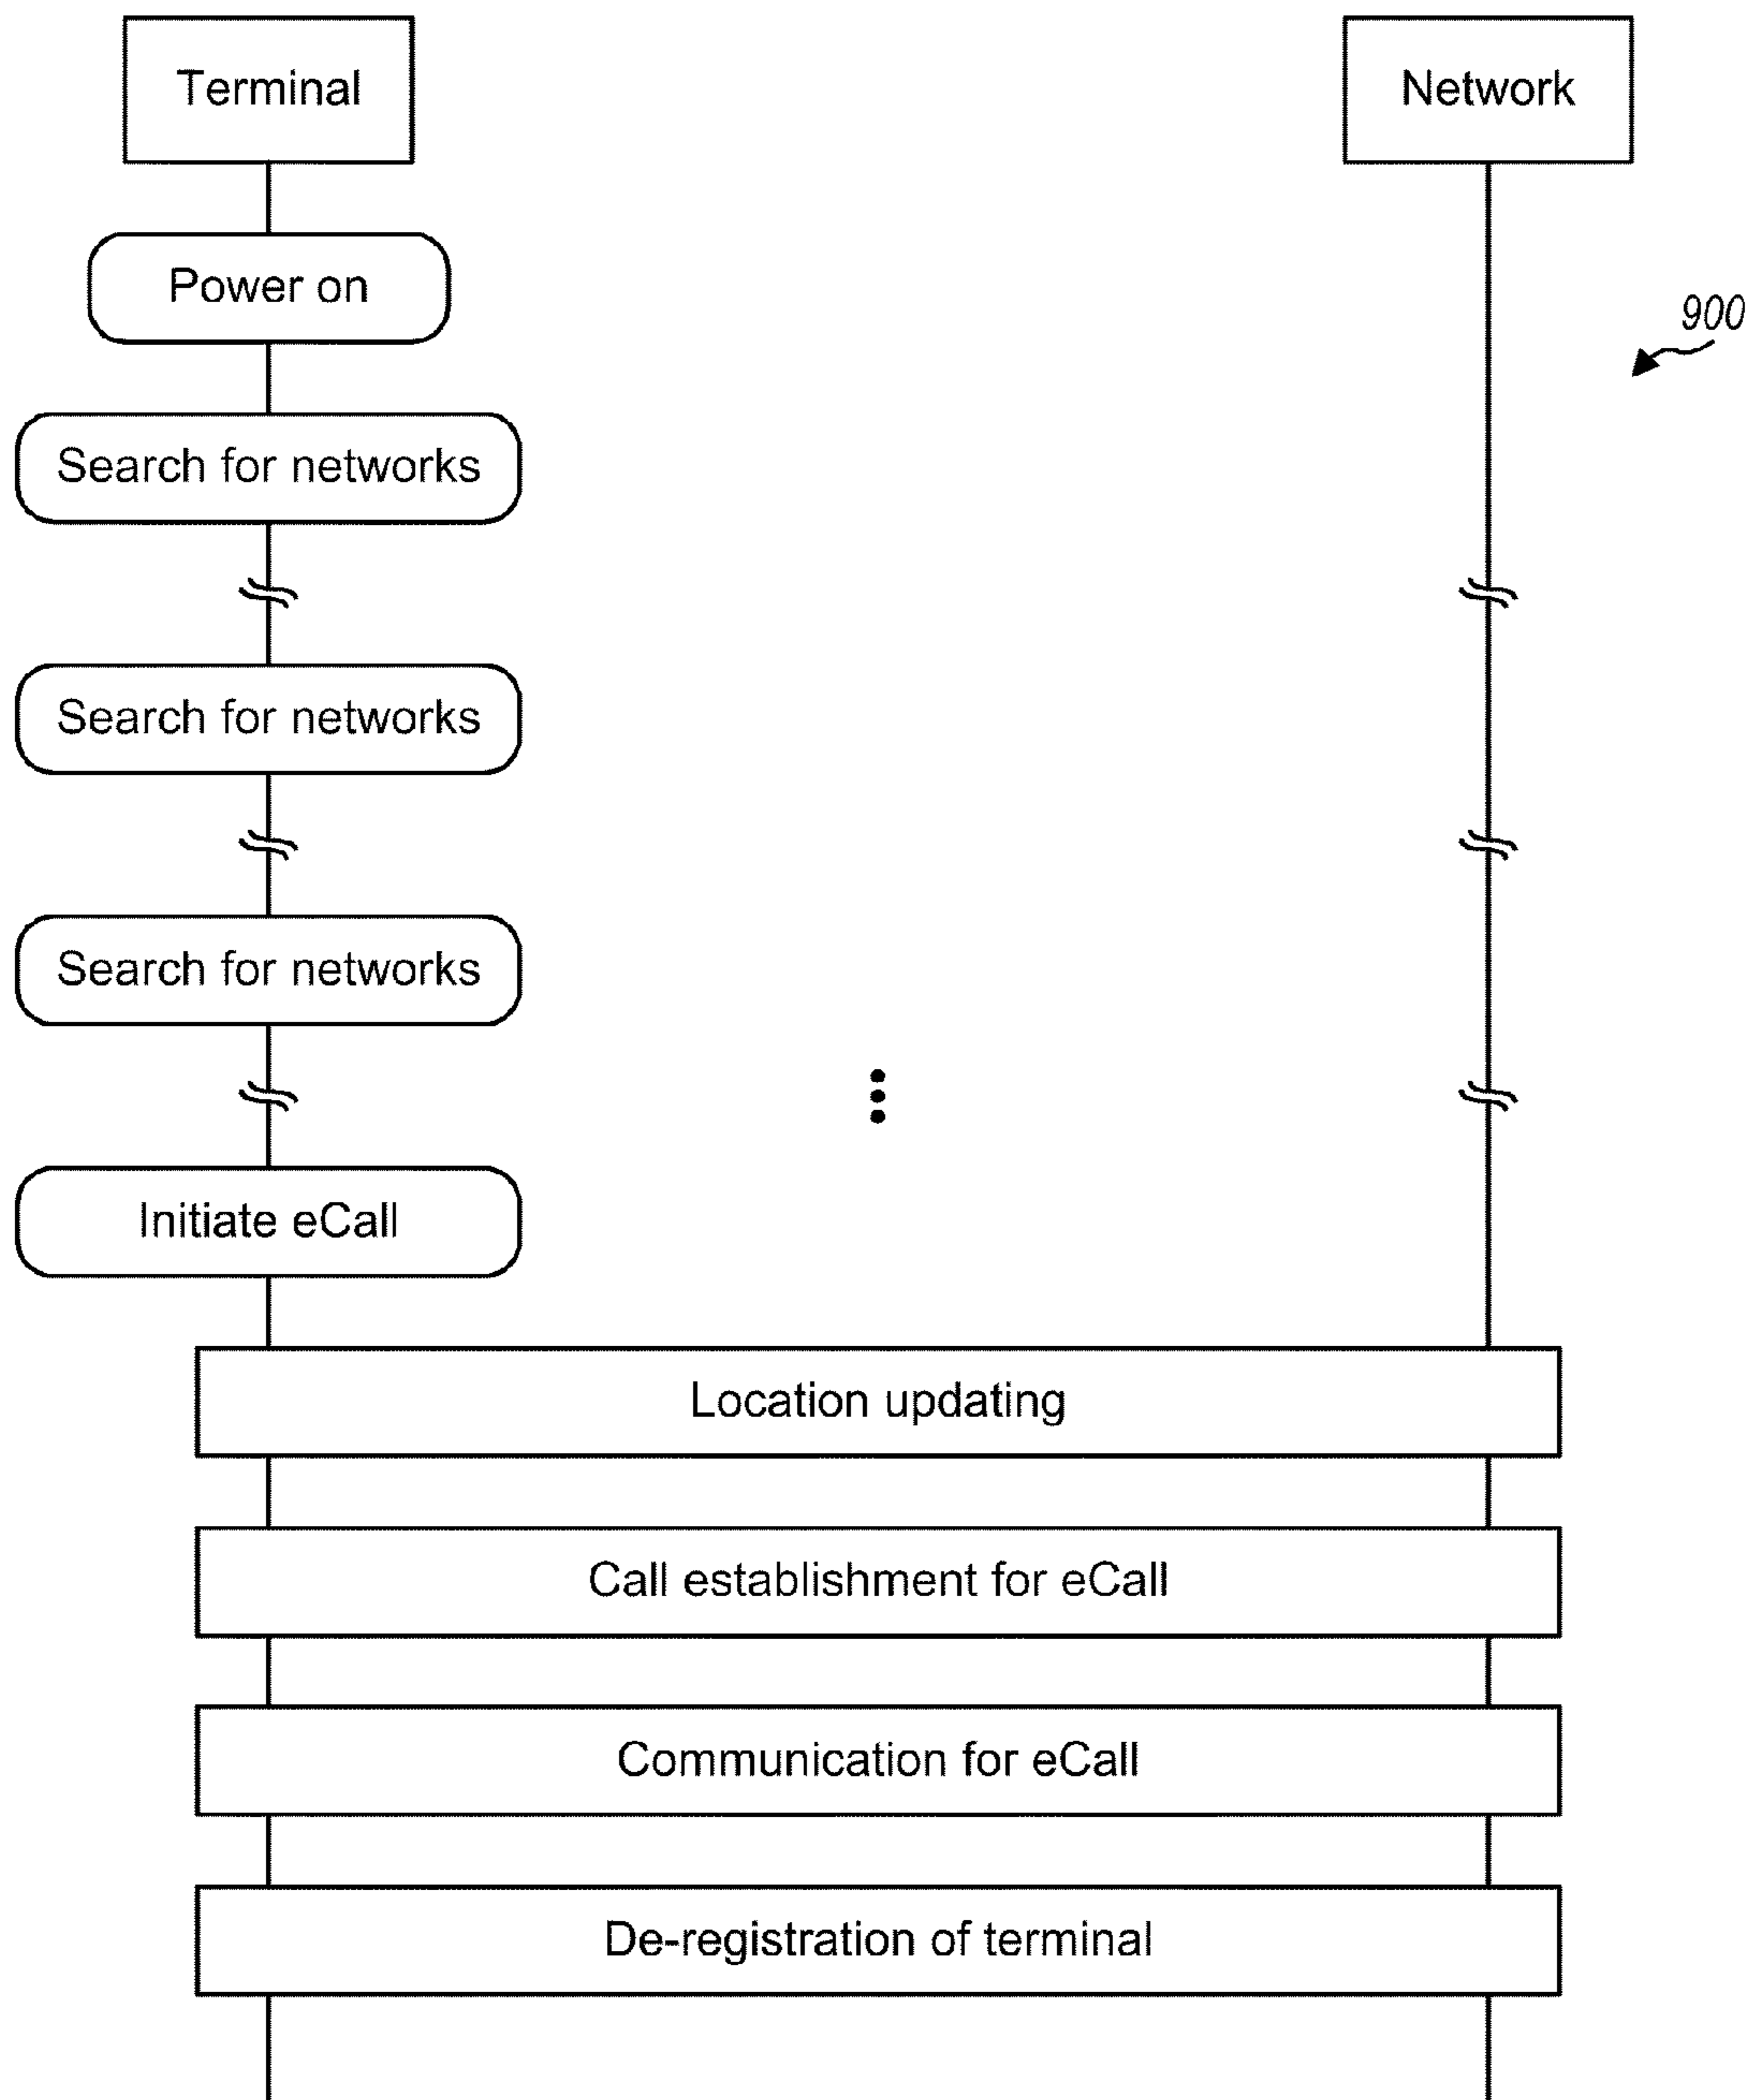 Terminal
Network
Power on
900
Search for networks
Search for networks
Search for networks
Initiate eCall
Location updating
Call establishment for eCall
Communication for eCall
De-registration of terminal